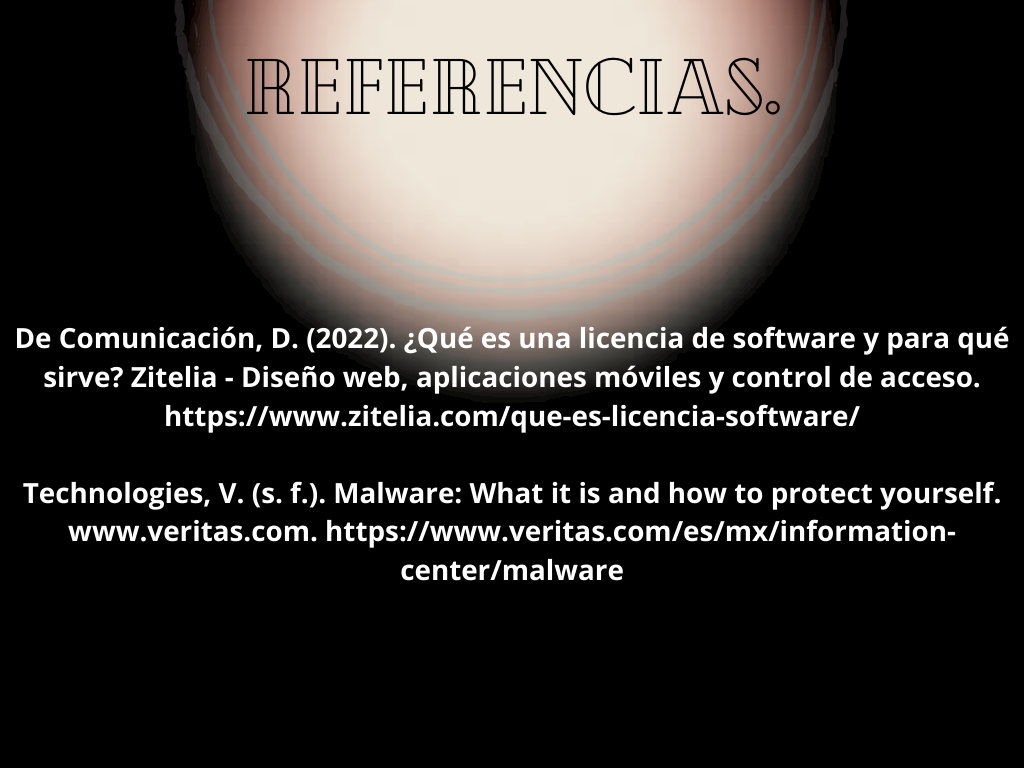 REFERENCIAS.
De Comunicación, D. (2022). ¿Qué es una licencia de software y para qué
sirve? Zitelia - Diseño web, aplicaciones móviles y control de acceso.
https://www.zitelia.com/que-es-licencia-software/
Technologies, V. (s. f.). Malware: What it is and how to protect yourself.
www.veritas.com. https://www.veritas.com/es/mx/information-
center/malware